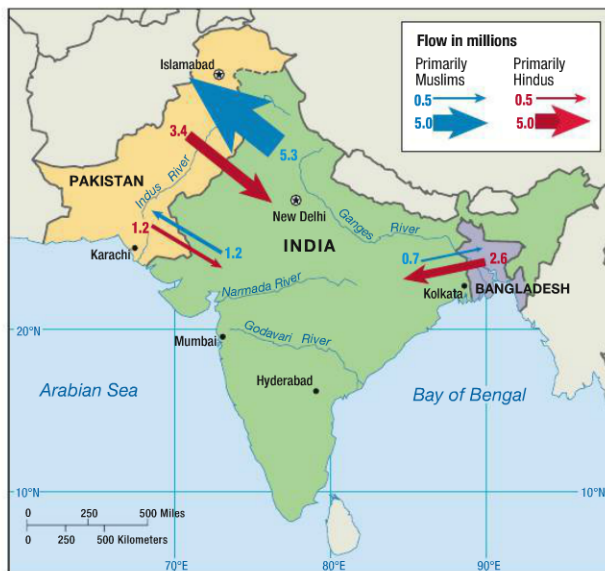 Flow in millions
Primarily Muslims
Primarily Hindus
0.5
0.5
5.0
5.0
Islamabad
3.4
5.3
PAKISTAN
Indus River
New Delhi
Ganges River
1.2
INDIA
1.2
Karachi
0.7
2.6
Narmada River
Kolkata
BANGLADESH
20°N
Mumbai
Godavari River
Hyderabad
Arabian Sea
Bay of Bengal
10°N
10°N
0 250 500 Miles
0 250 500 Kilometers
70°E
80°E
90°E